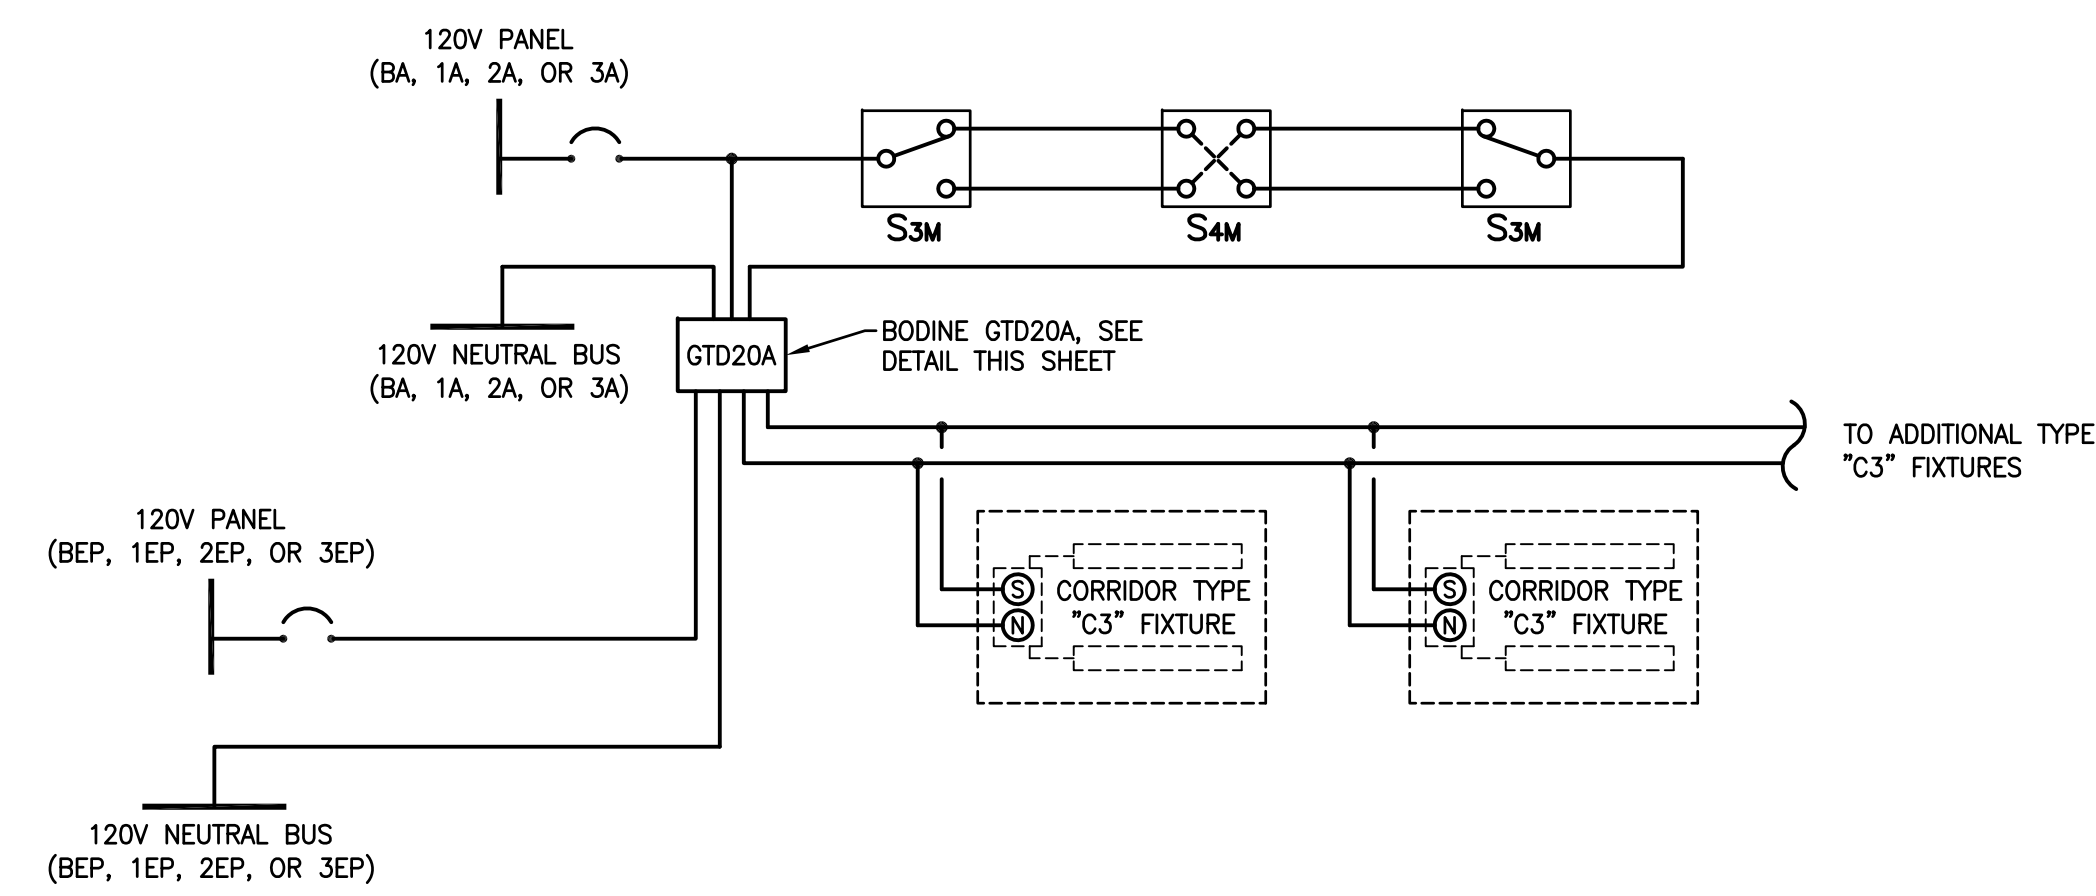 120V PANEL
(BA, 1A, 2A, OR 3A)
S3M
S4M
S3M
120V NEUTRAL BUS
(BA, 1A, 2A, OR 3A)
GTD20A
BODINE GTD20A, SEE
DETAIL THIS SHEET
TO ADDITIONAL TYPE
"C3" FIXTURES
120V PANEL
(BEP, 1EP, 2EP, OR 3EP)
S
N
CORRIDOR TYPE
"C3" FIXTURE
S
N
CORRIDOR TYPE
"C3" FIXTURE
120V NEUTRAL BUS
(BEP, 1EP, 2EP, OR 3EP)